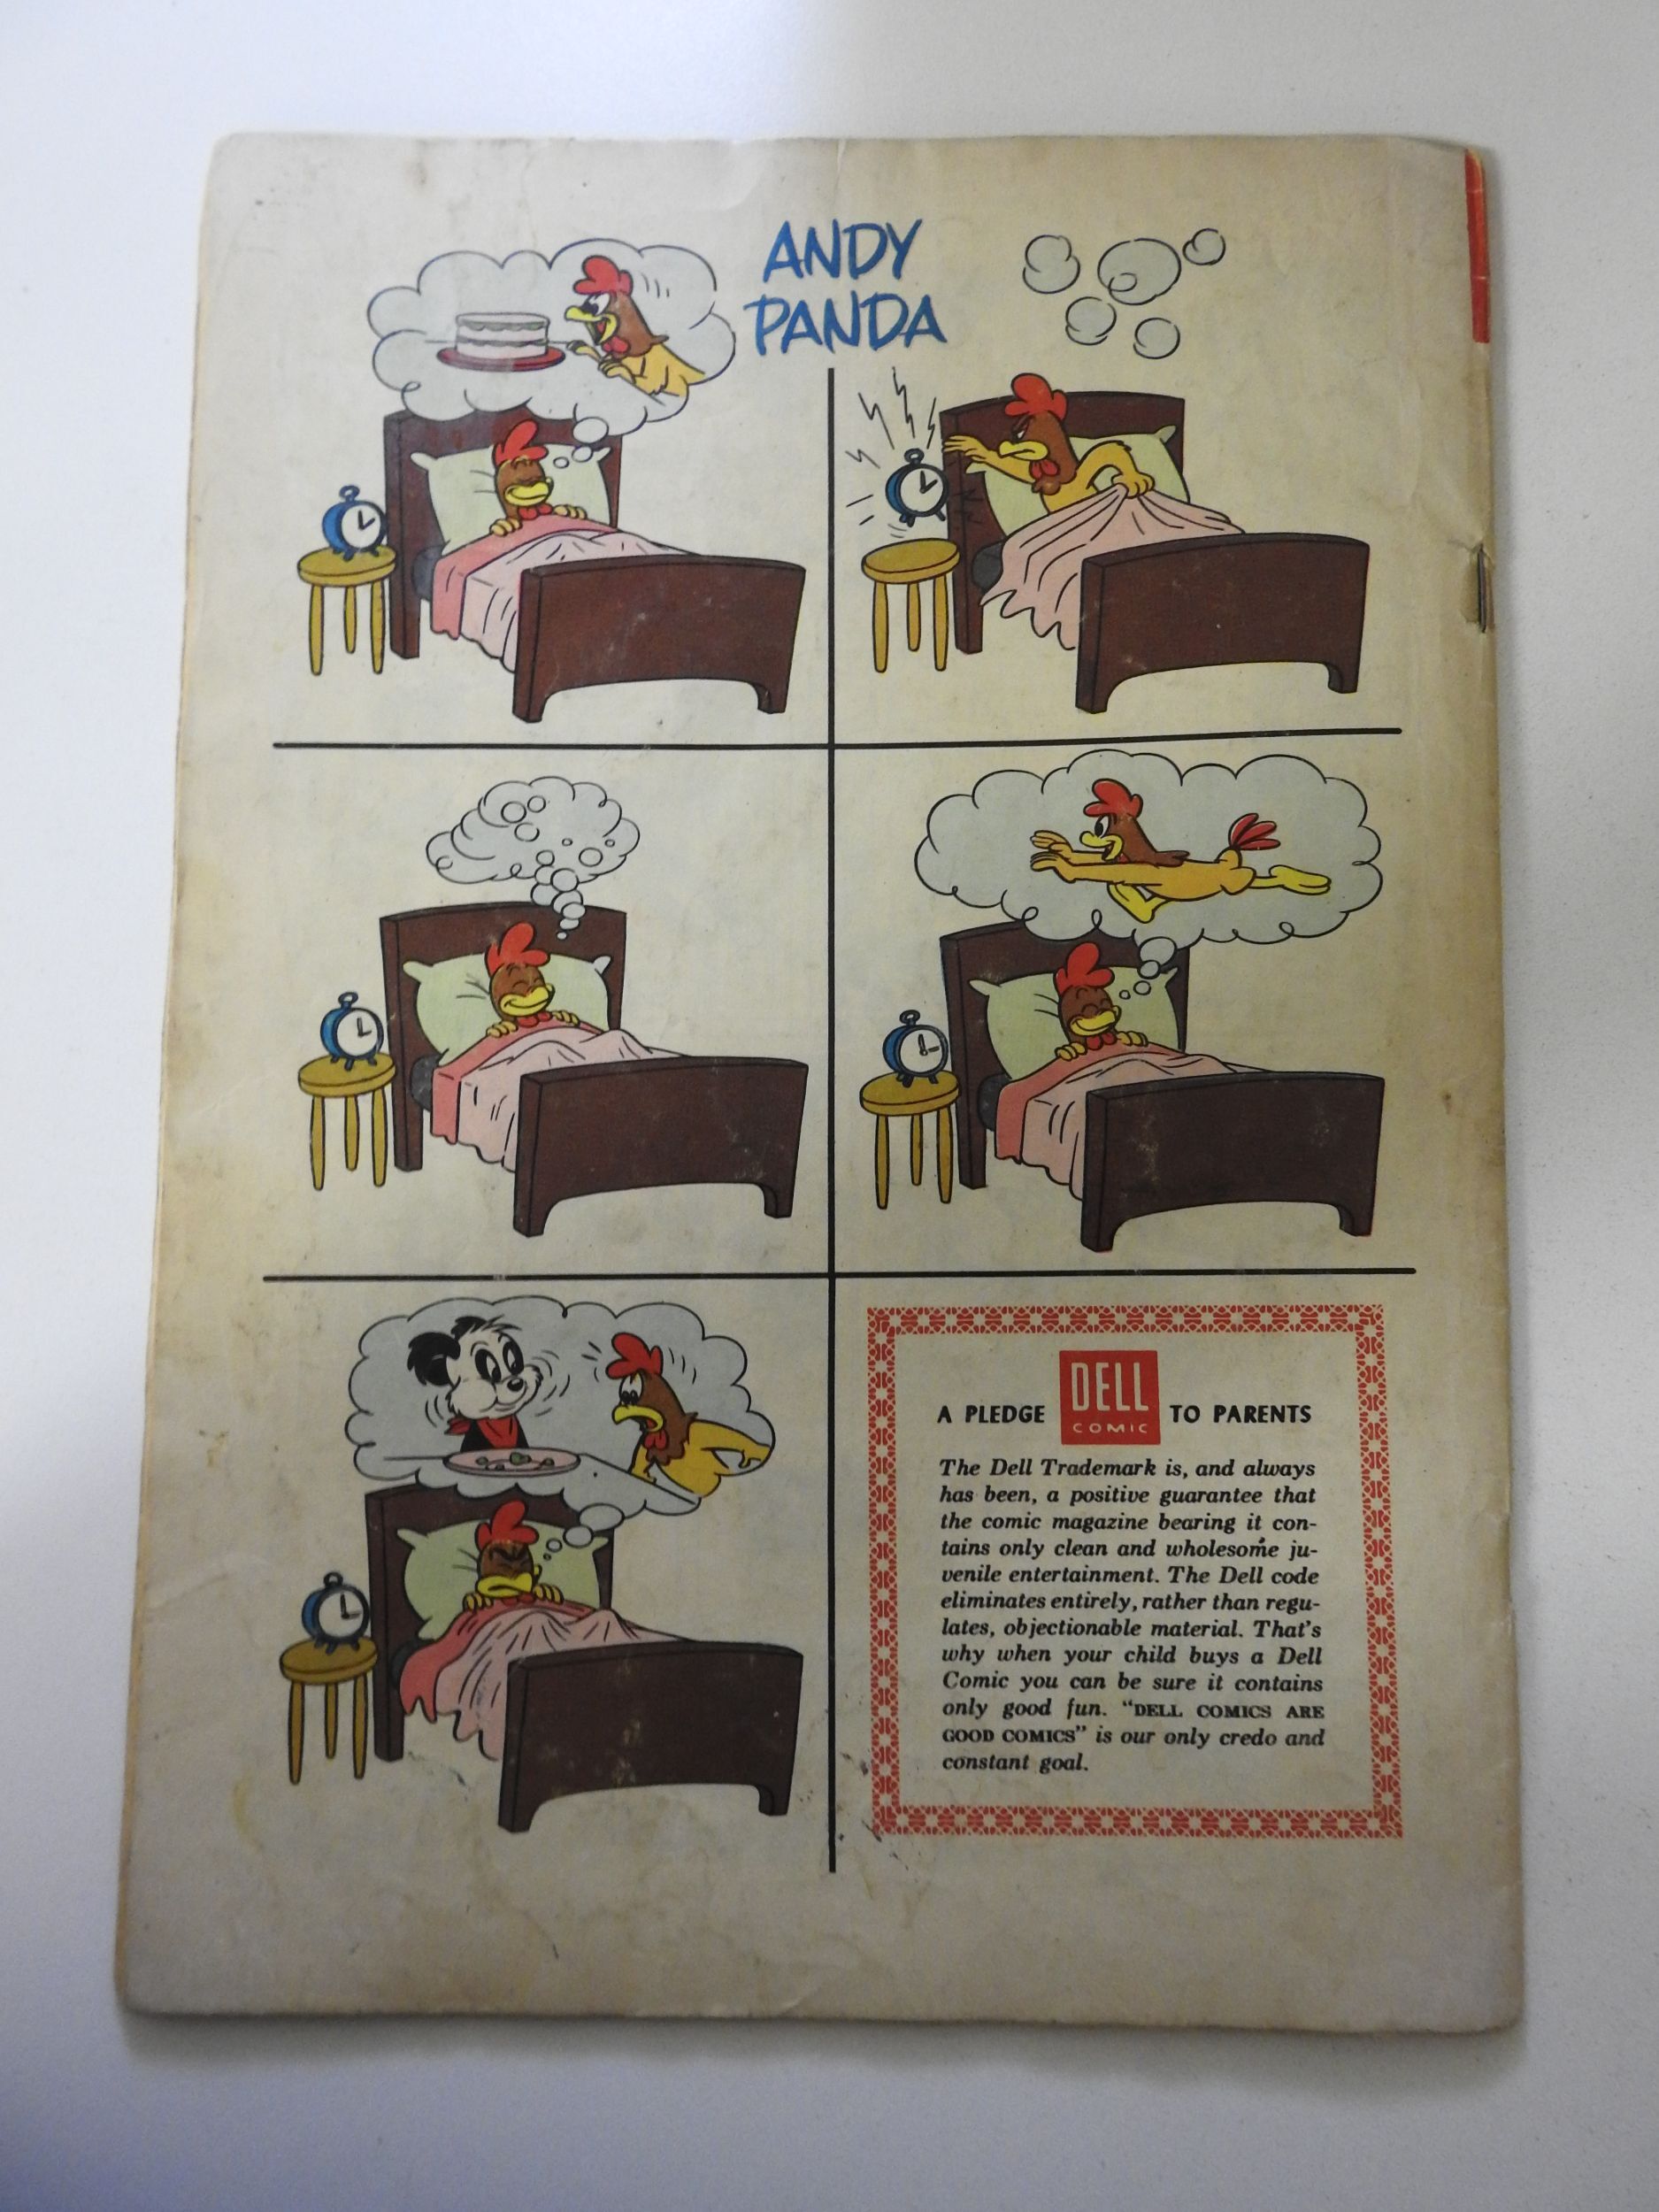 ANDY
PANDA
A PLEDGE DELL COMIC TO PARENTS
The Dell Trademark is, and always
has been, a positive guarantee that
the comic magazine bearing it con-
tains only clean and wholesome ju-
venile entertainment. The Dell code
eliminates entirely, rather than regu-
lates, objectionable material. That's
why when your child buys a Dell
Comic you can be sure it contains
only good fun. "DELL COMICS ARE
GOOD COMICS" is our only credo and
constant goal.